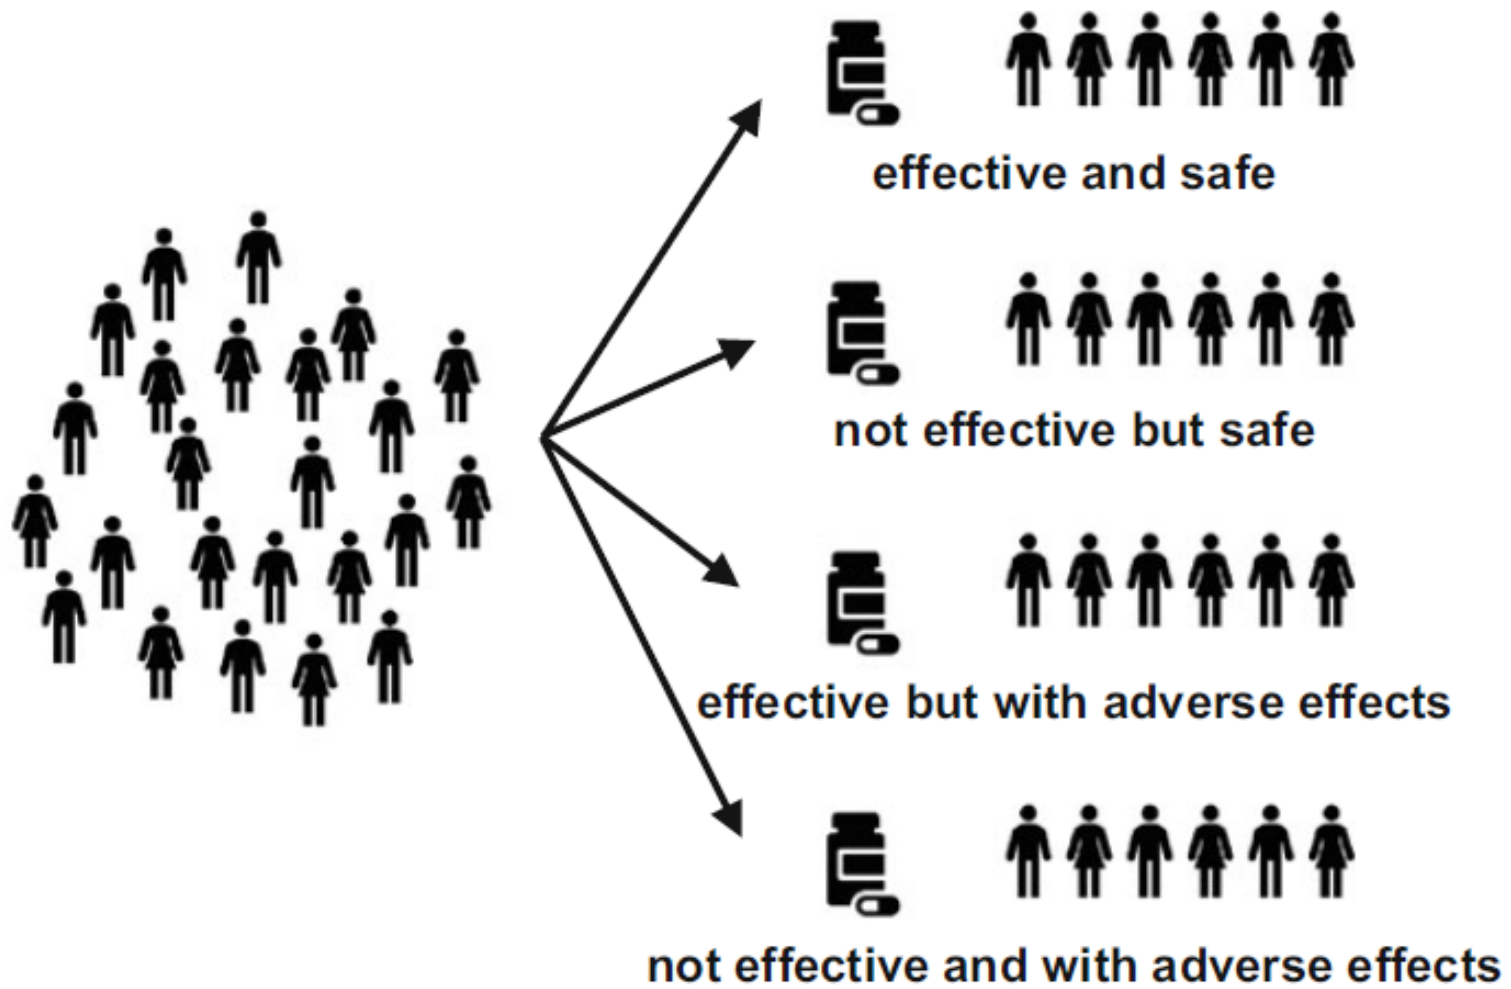 effective and safe
not effective but safe
effective but with adverse effects
not effective and with adverse effects